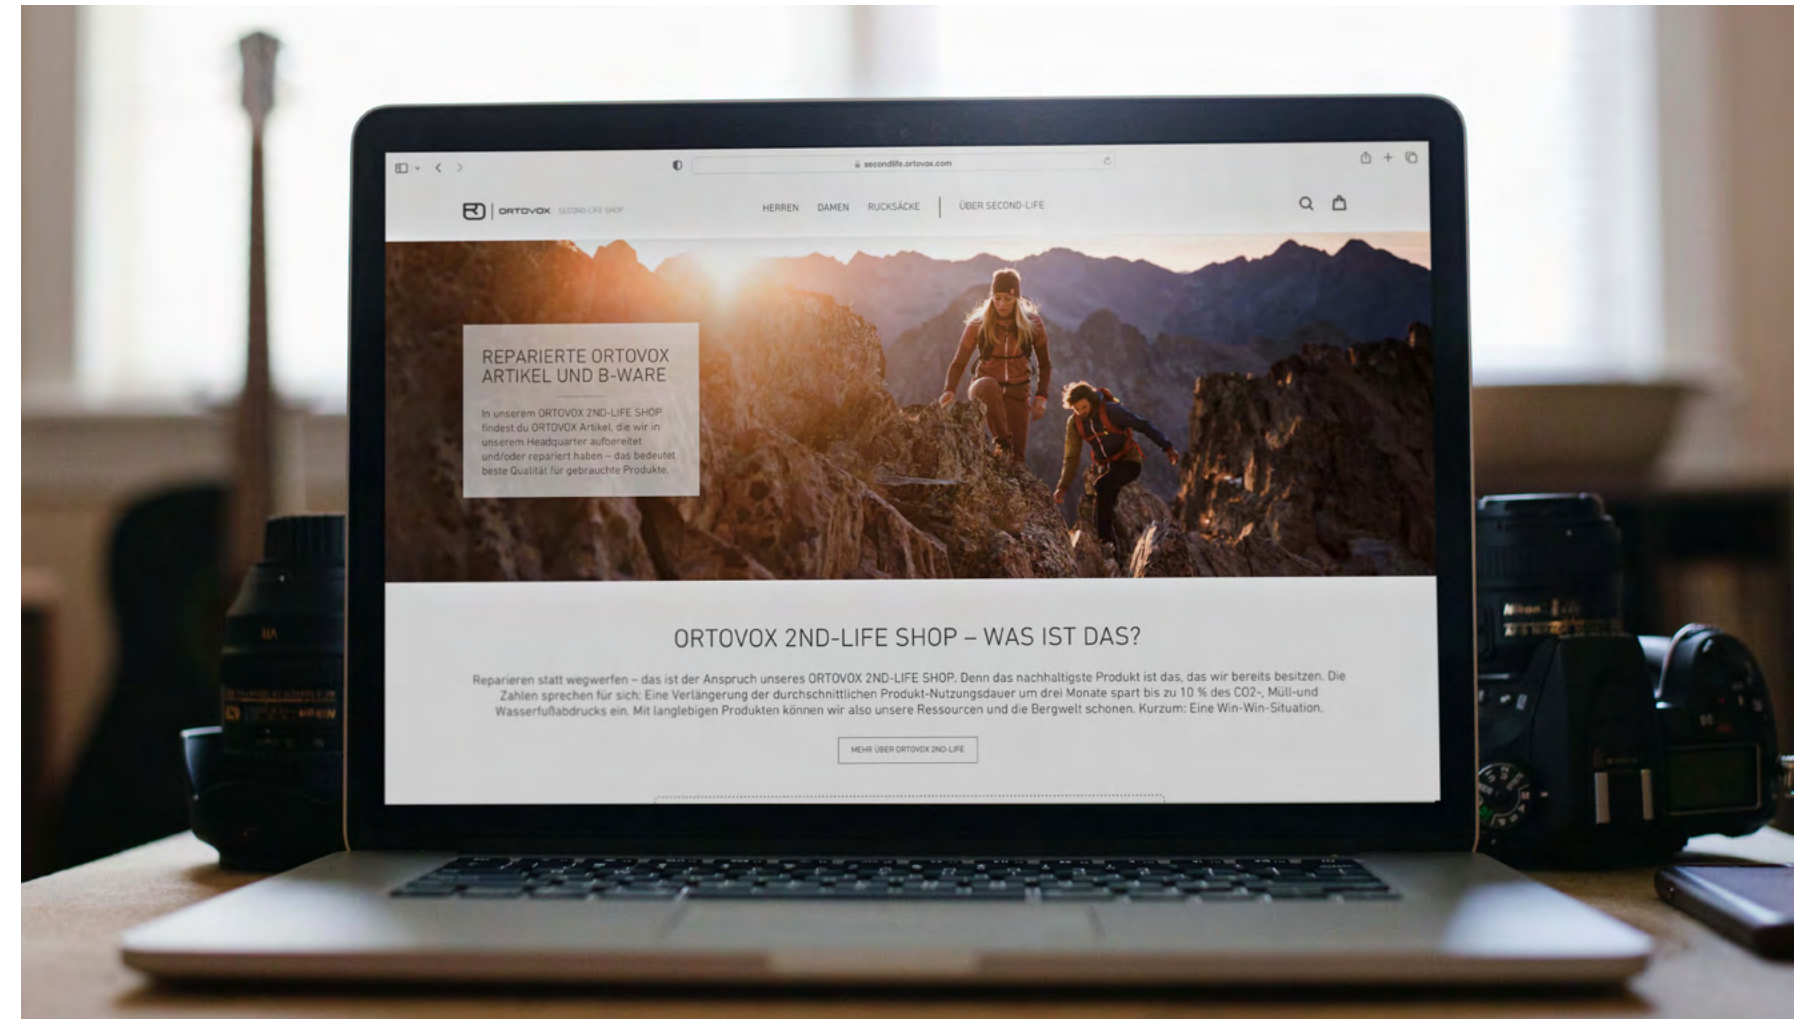 secondlife.ortovox.com
ORTOVOX SECOND-LIFE SHOP
HERREN DAMEN RUCKSÄCKE ÜBER SECOND-LIFE
REPARIERTE ORTOVOX
ARTIKEL UND B-WARE
In unserem ORTOVOX 2ND-LIFE SHOP
findest du ORTOVOX Artikel, die wir in
unserem Headquarter aufbereitet
und/oder repariert haben – das bedeutet
beste Qualität für gebrauchte Produkte.
ORTOVOX 2ND-LIFE SHOP – WAS IST DAS?
Reparieren statt wegwerfen – das ist der Anspruch unseres ORTOVOX 2ND-LIFE SHOP. Denn das nachhaltigste Produkt ist das, das wir bereits besitzen. Die
Zahlen sprechen für sich: Eine Verlängerung der durchschnittlichen Produkt-Nutzungsdauer um drei Monate spart bis zu 10 % des CO2-, Müll-und
Wasserfußabdrucks ein. Mit langlebigen Produkten können wir also unsere Ressourcen und die Bergwelt schonen. Kurzum: Eine Win-Win-Situation.
MEHR ÜBER ORTOVOX 2ND-LIFE
Nikon